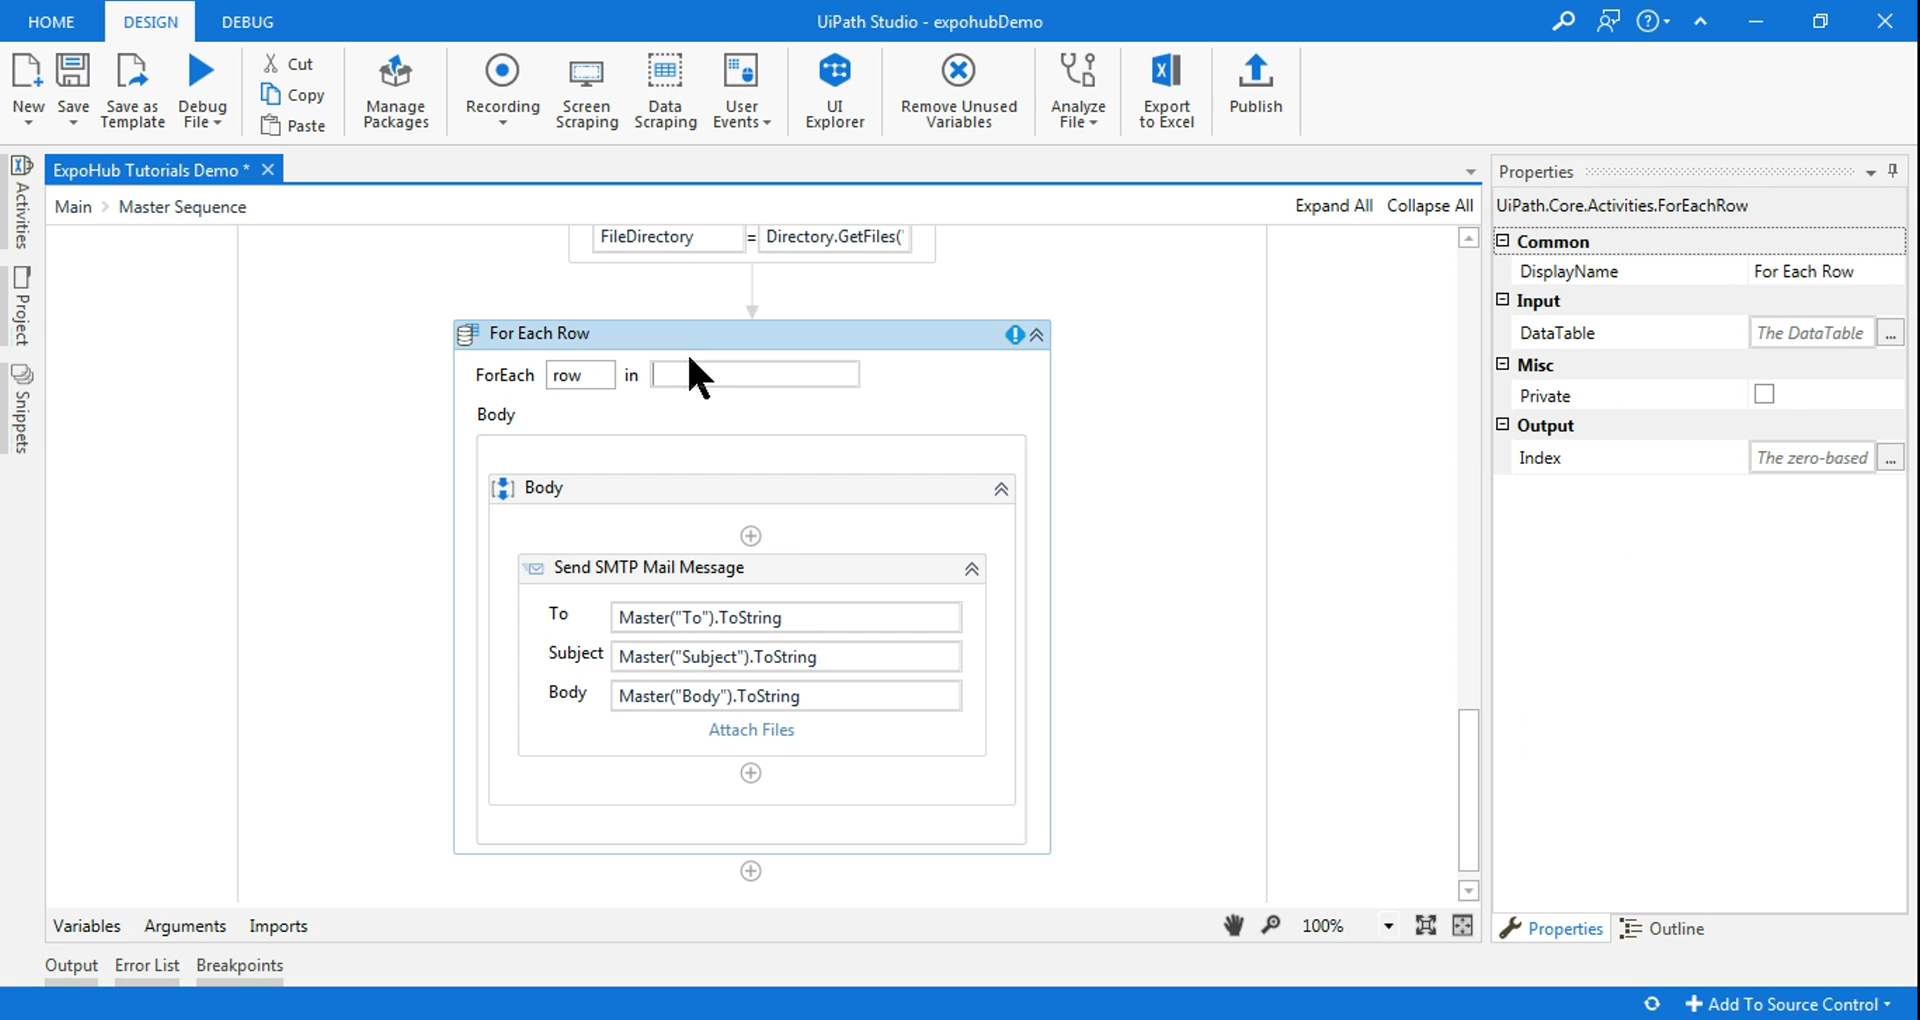 HOME DESIGN DEBUG UiPath Studio - expohubDemo
New Save Save as Template Debug File Cut Copy Paste Manage Packages Recording Screen Scraping Data Scraping User Events UI Explorer Remove Unused Variables Analyze File Export to Excel Publish
Activities
Project
Snippets
ExpoHub Tutorials Demo *
Main > Master Sequence Expand All Collapse All
FileDirectory = Directory.GetFiles('
For Each Row
ForEach row in
Body
Body
Send SMTP Mail Message
To Master("To").ToString
Subject Master("Subject").ToString
Body Master("Body").ToString
Attach Files
Properties
UiPath.Core.Activities.ForEachRow
Common
DisplayName For Each Row
Input
DataTable The DataTable ...
Misc
Private
Output
Index The zero-based ...
Variables Arguments Imports 100%
Properties Outline
Output Error List Breakpoints
Add To Source Control